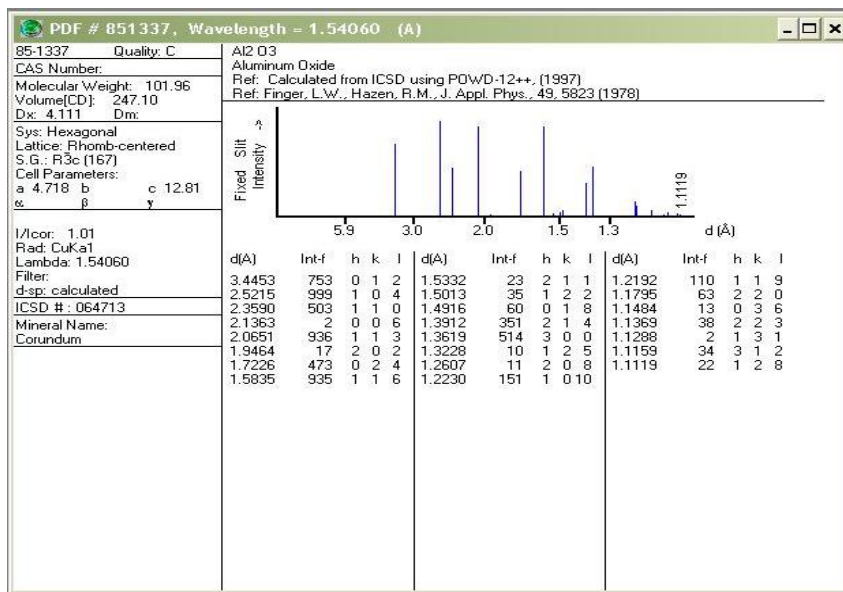 PDF # 851337, Wavelength = 1.54060 (A)
85-1337 Quality: C
CAS Number:
Molecular Weight: 101.96
Volume[CD]: 247.10
Dx: 4.111 Dm:
Sys: Hexagonal
Lattice: Rhomb-centered
S.G.: R3̅c (167)
Cell Parameters:
a 4.718 b c 12.81
α β γ
I/Icor: 1.01
Rad: CuKa1
Lambda: 1.54060
Filter:
d-sp: calculated
ICSD # : 064713
Mineral Name:
Corundum
Al2 O3
Aluminum Oxide
Ref: Calculated from ICSD using POWD-12++, (1997)
Ref: Finger, L.W., Hazen, R.M., J. Appl. Phys., 49, 5823 (1978)
Fixed Slit
Intensity ->
1.1119
5.9 3.0 2.0 1.5 1.3 d (Å)
d(A) Int-f h k l d(A) Int-f h k l d(A) Int-f h k l
3.4453 753 0 1 2 1.5332 23 2 1 1 1.2192 110 1 1 9
2.5215 999 1 0 4 1.5013 35 1 2 2 1.1795 63 2 2 0
2.3590 503 1 1 0 1.4916 60 0 1 8 1.1484 13 0 3 6
2.1363 2 0 0 6 1.3912 351 2 1 4 1.1369 38 2 2 3
2.0651 936 1 1 3 1.3619 514 3 0 0 1.1288 2 1 3 1
1.9464 17 2 0 2 1.3228 10 1 2 5 1.1159 34 3 1 2
1.7226 473 0 2 4 1.2607 11 2 0 8 1.1119 22 1 2 8
1.5835 935 1 1 6 1.2230 151 1 0 10